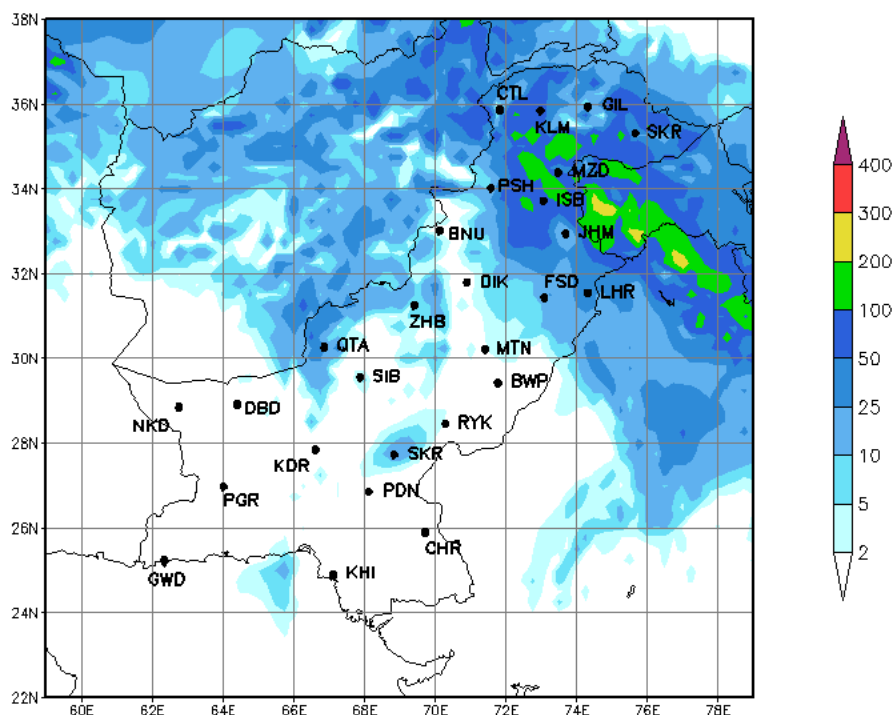 38N
36N
CTL
GIL
KLM
SKR
400
34N
PSH
MZD
ISB
300
BNU
JHM
200
32N
DIK
FSD
LHR
100
ZHB
QTA
MTN
50
30N
SIB
BWP
25
NKD
DBD
RYK
28N
KDR
SKR
10
PGR
PDN
5
26N
CHR
2
GWD
KHI
24N
22N
60E
62E
64E
66E
68E
70E
72E
74E
76E
78E